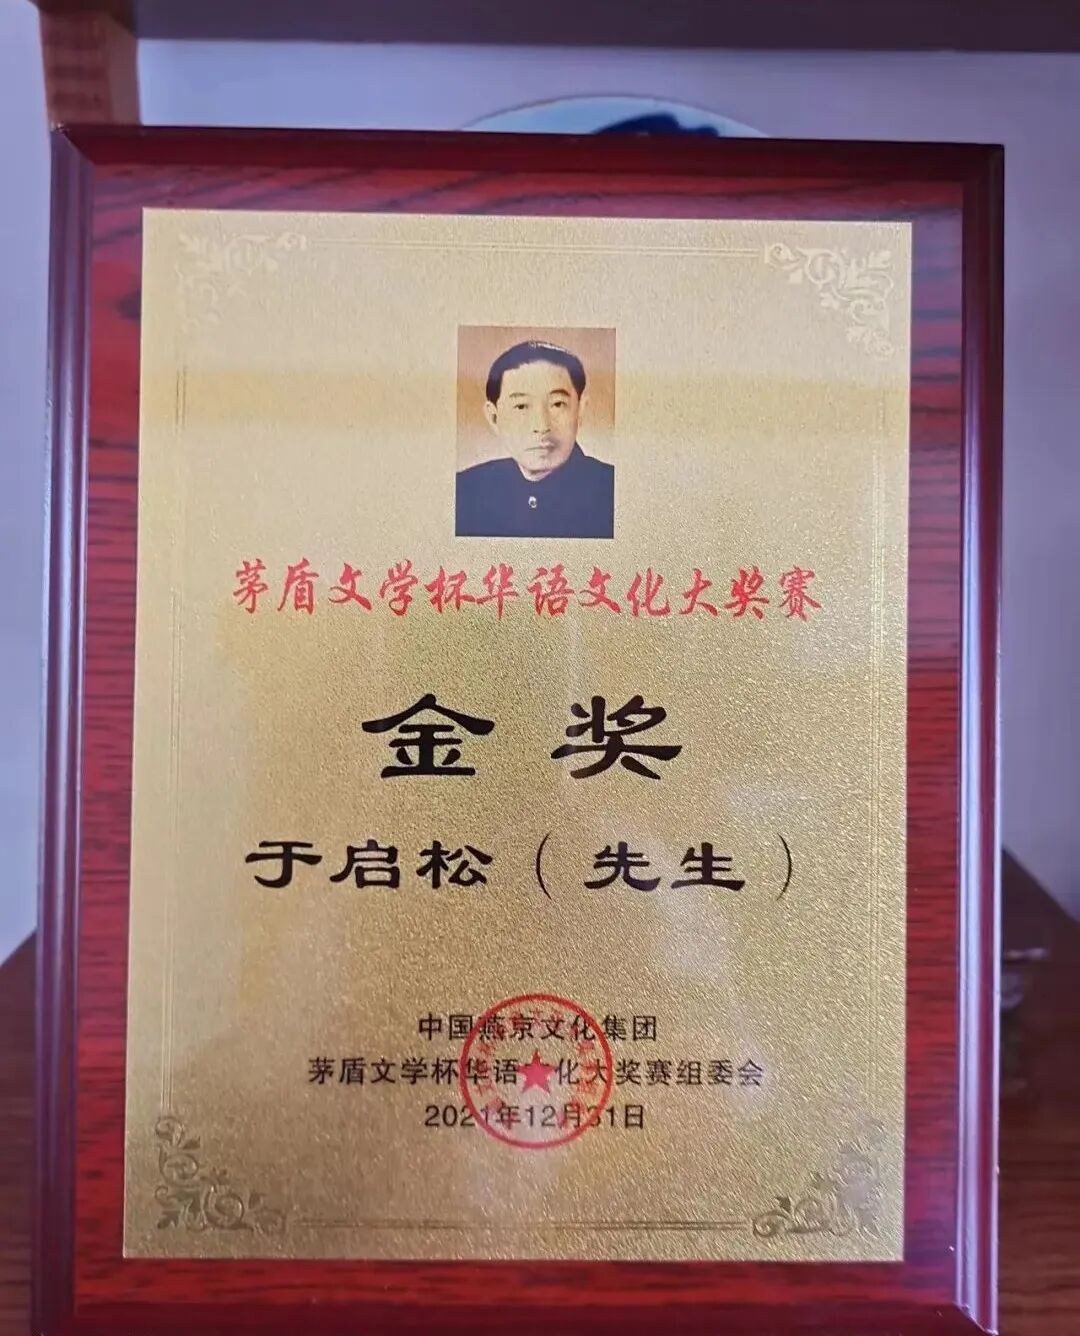 茅盾文学杯华语文化大奖赛
金奖
于启松（先生）
中国燕京文化集团
茅盾文学杯华语文化大奖赛组委会
2021年12月31日